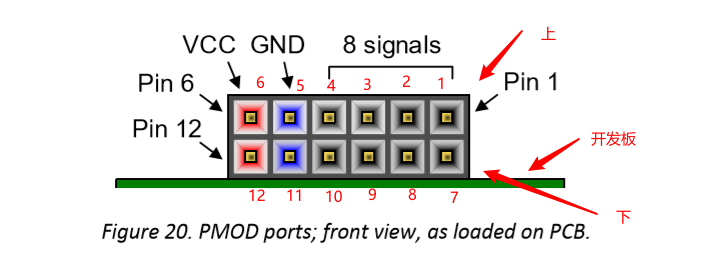 VCC GND 8 signals 上
Pin 6 6 5 4 3 2 1 Pin 1
Pin 12 开发板
12 11 10 9 8 7 下
Figure 20. PMOD ports; front view, as loaded on PCB.